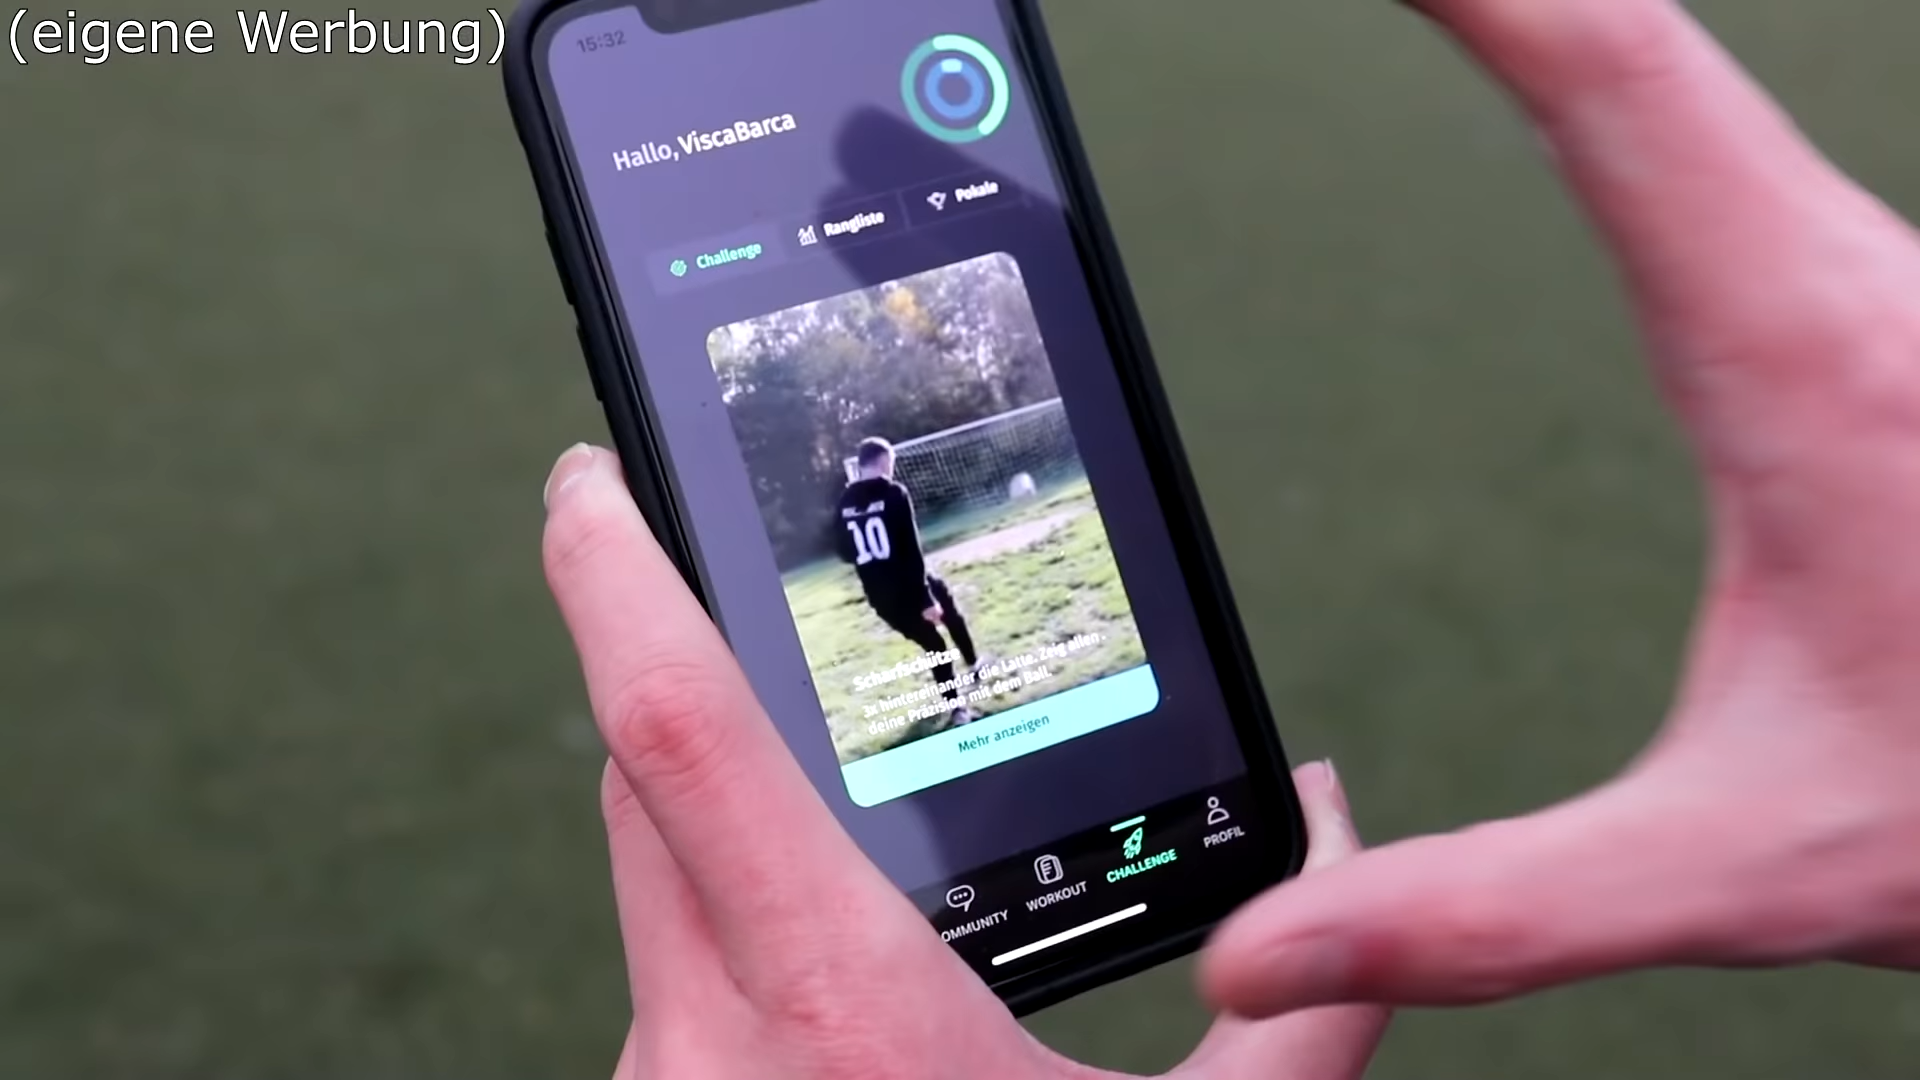 (eigene Werbung)
15:32
Hallo, ViscaBarca
Challenge
Rangliste
Pokale
10
Scharfschütze
3x hintereinander die Latte. Zeig allen
deine Präzision mit dem Ball.
Mehr anzeigen
OMMUNITY
WORKOUT
CHALLENGE
PROFIL